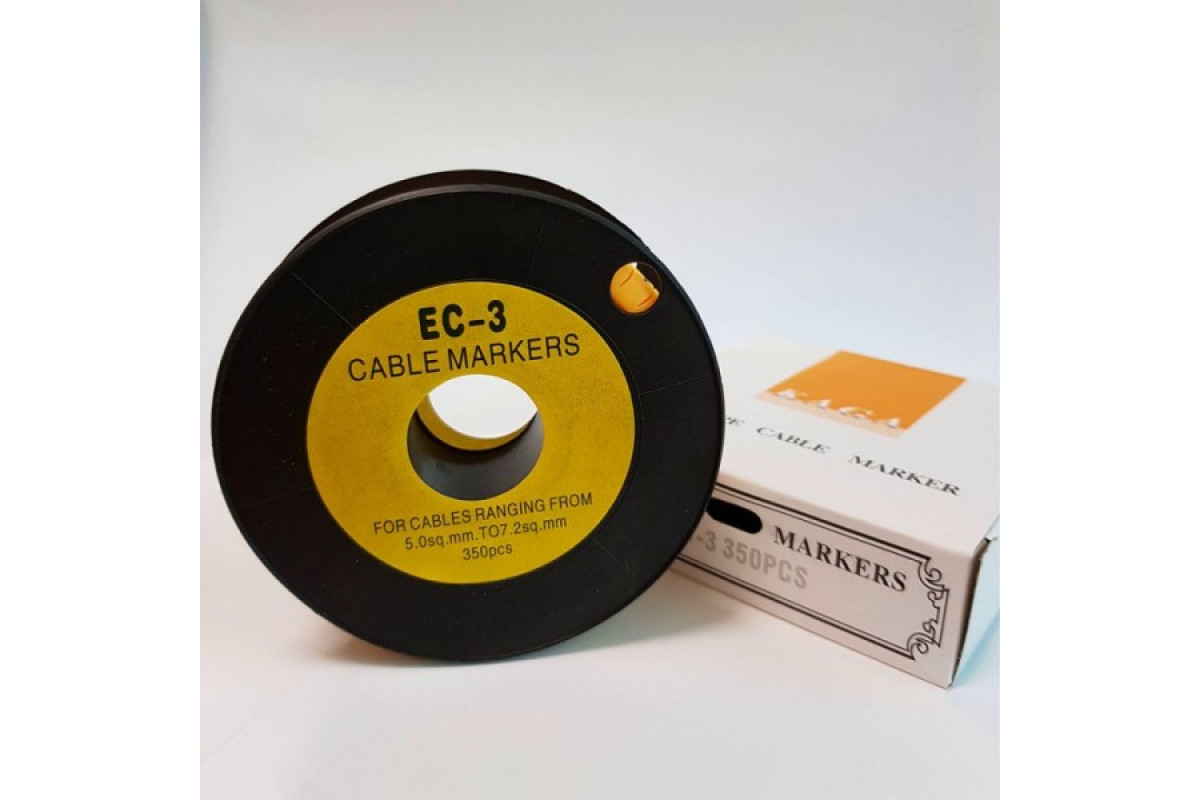 EC-3
CABLE MARKERS
FOR CABLES RANGING FROM
5.0sq.mm.TO7.2sq.mm
350pcs
KAGA
CABLE MARKER
MARKERS
-3 350PCS